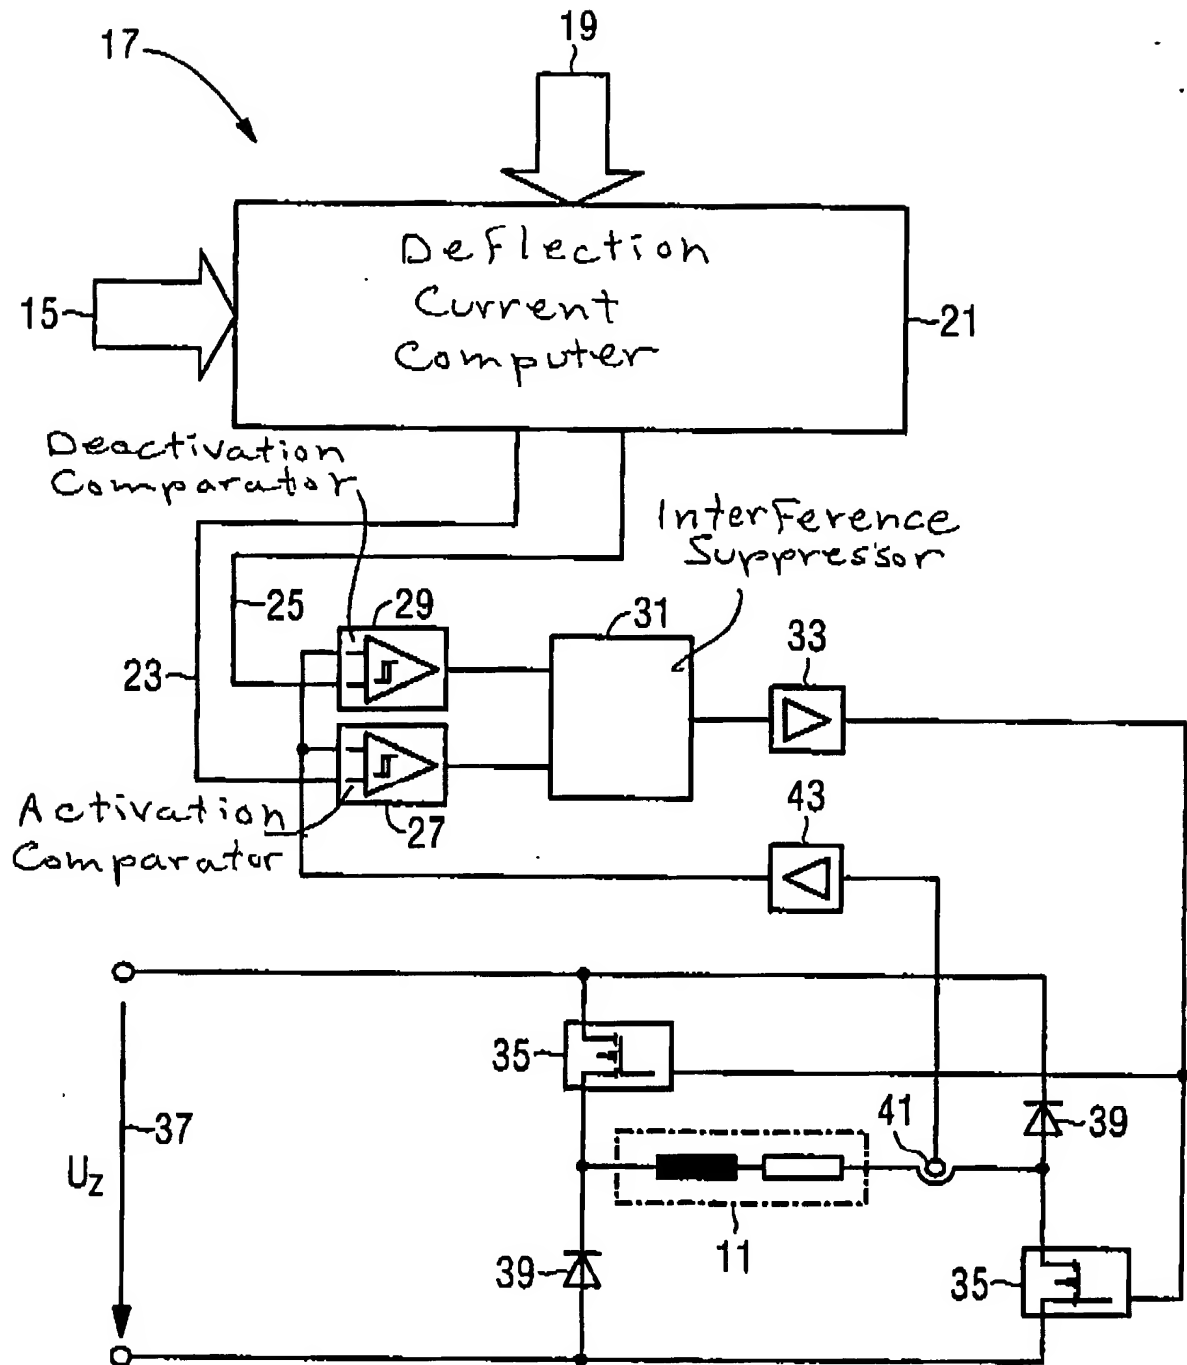 17
19
Deflection
Current
Computer
15
21
Deactivation
Comparator
Interference
Suppressor
25
29
31
33
23
Activation
Comparator
27
43
35
37
41
39
Uz
11
39
35